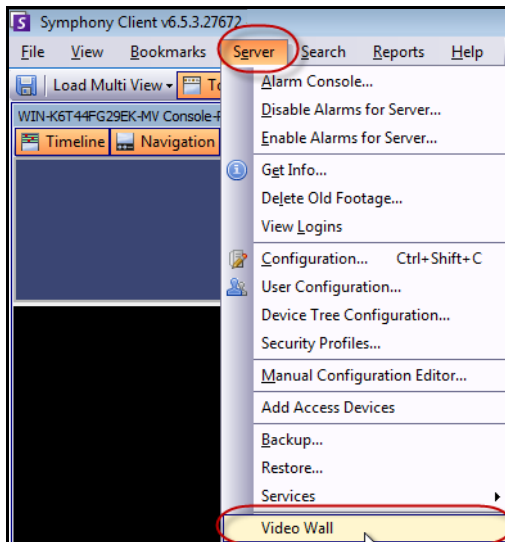 Symphony Client v6.5.3.27672
File View Bookmarks Server Search Reports Help
Load Multi View
WIN-K6T44FG29EK-MV Console-
Timeline Navigation
Alarm Console...
Disable Alarms for Server...
Enable Alarms for Server...
Get Info...
Delete Old Footage...
View Logins
Configuration... Ctrl+Shift+C
User Configuration...
Device Tree Configuration...
Security Profiles...
Manual Configuration Editor...
Add Access Devices
Backup...
Restore...
Services
Video Wall